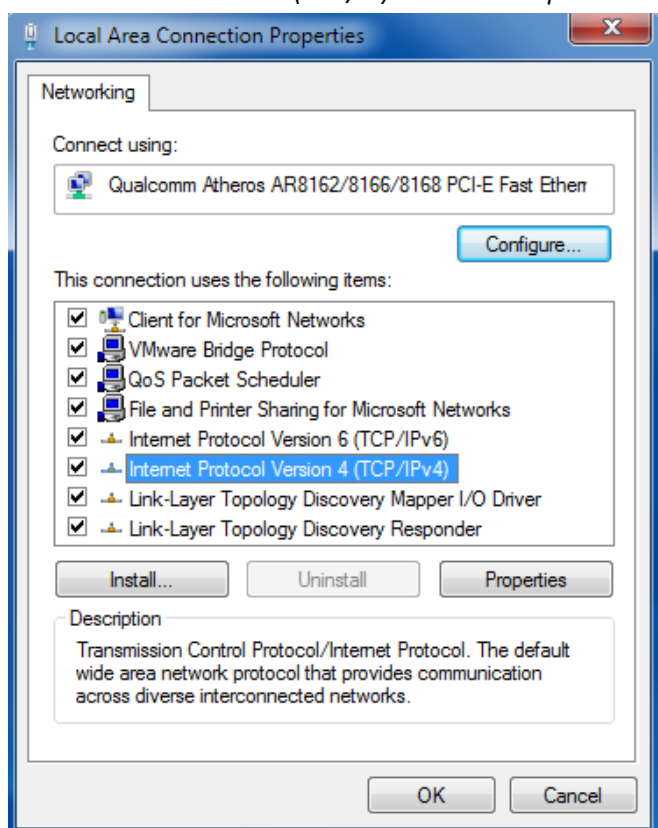 Local Area Connection Properties
Networking
Connect using:
Qualcomm Atheros AR8162/8166/8168 PCI-E Fast
Configure...
This connection uses the following items:
Client for Microsoft Networks
VMware Bridge Protocol
QoS Packet Scheduler
File and Printer Sharing for Microsoft Networks
Internet Protocol Version 6 (TCP/IPv6)
Internet Protocol Version 4 (TCP/IPv4)
Link-Layer Topology Discovery Mapper I/O Driver
Link-Layer Topology Discovery Responder
Install... Uninstall Properties
Description
Transmission Control Protocol/Internet Protocol. The default
wide area network protocol that provides communication
across diverse interconnected networks.
OK Cancel